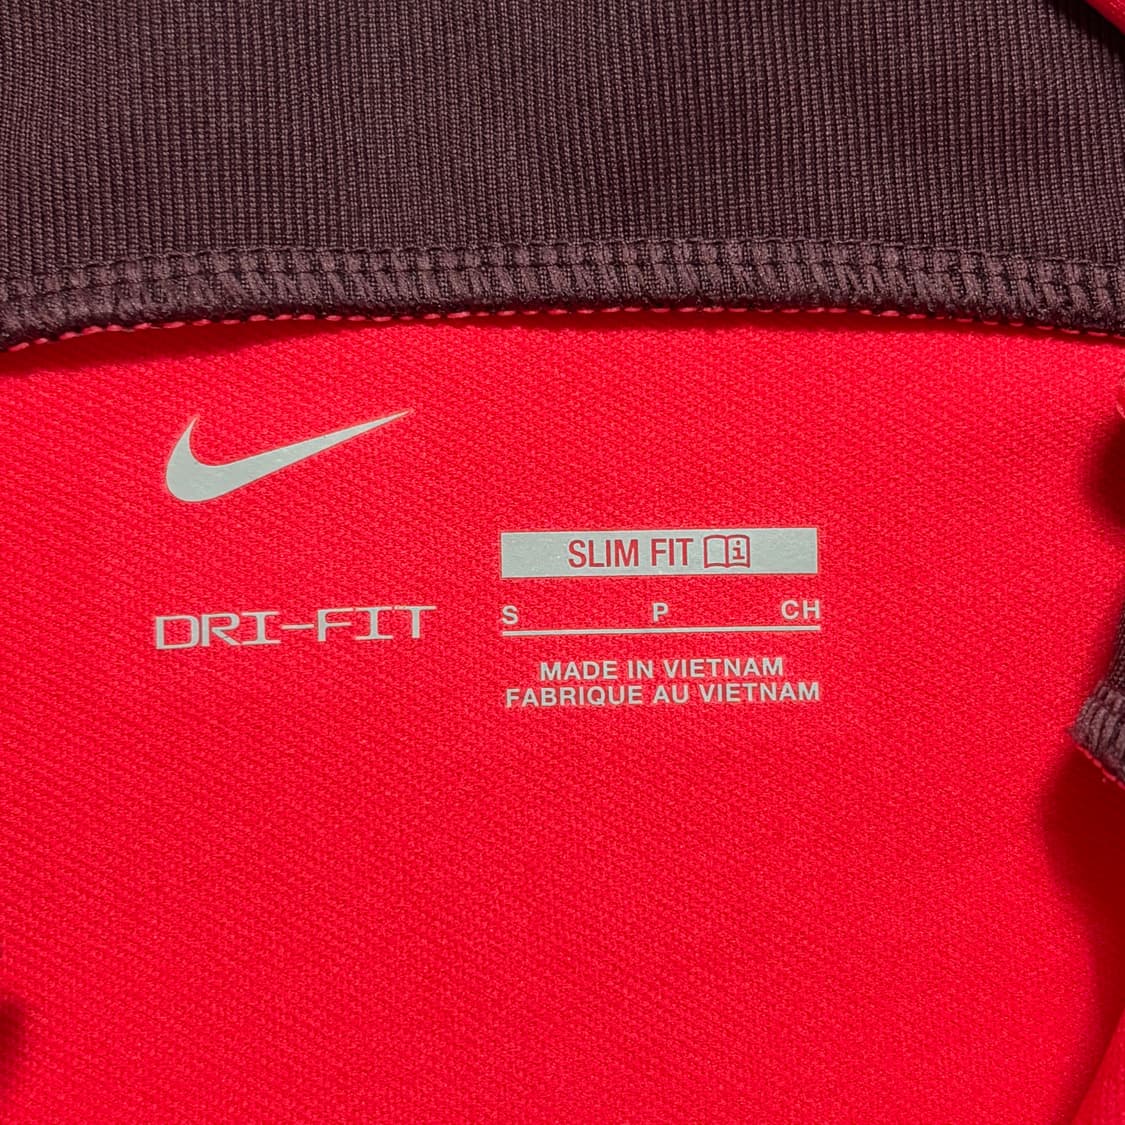 SLIM FIT
DRI-FIT
S P CH
MADE IN VIETNAM
FABRIQUE AU VIETNAM